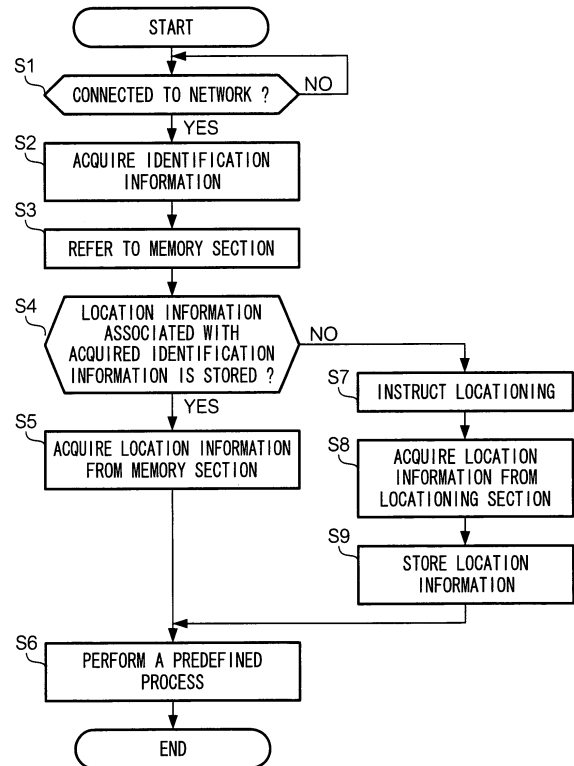 START
S1
CONNECTED TO NETWORK ?
NO
YES
S2
ACQUIRE IDENTIFICATION
INFORMATION
S3
REFER TO MEMORY SECTION
S4
LOCATION INFORMATION
ASSOCIATED WITH
ACQUIRED IDENTIFICATION
INFORMATION IS STORED ?
NO
YES
S5
ACQUIRE LOCATION INFORMATION
FROM MEMORY SECTION
S7
INSTRUCT LOCATIONING
S8
ACQUIRE LOCATION
INFORMATION FROM
LOCATIONING SECTION
S9
STORE LOCATION
INFORMATION
S6
PERFORM A PREDEFINED
PROCESS
END